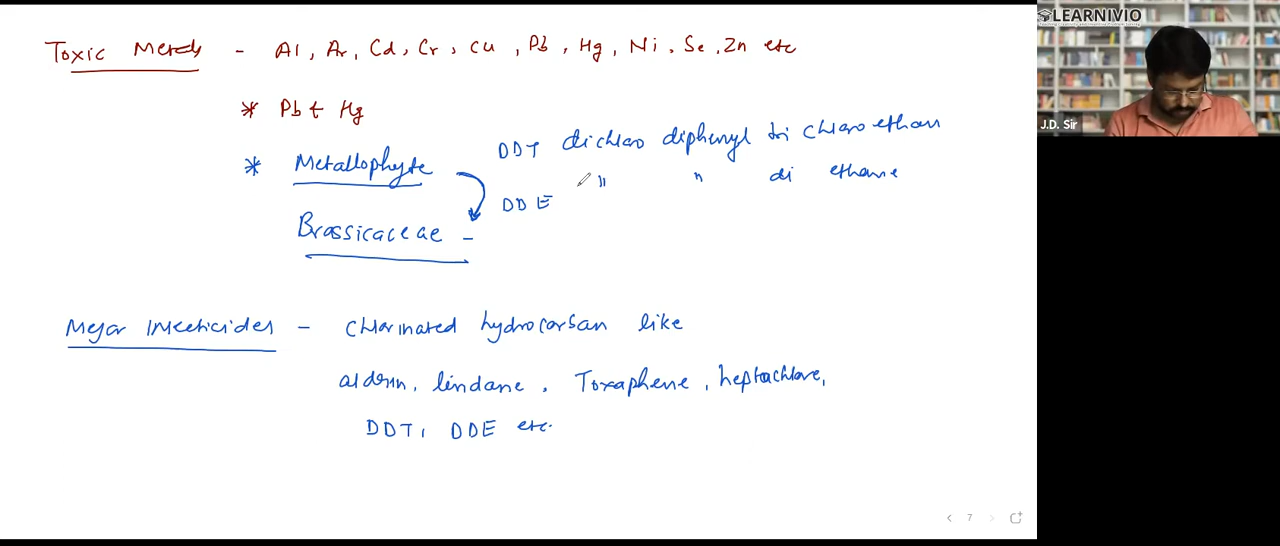 LEARNIVIO
Toxic Metals - Al, Ar, Cd, Cr, Cu, Pb, Hg, Ni, Se, Zn etc
* Pb & Hg
DDT dichloro diphenyl tri chloro ethan
* Metallophyte
" " di ethane
DDE
Brassicaceae -
J.D. Sir
Major Insecticides - Chlorinated hydrocarban like
aldrin, lindane, Toxaphene, heptachlore,
DDT, DDE etc.
7